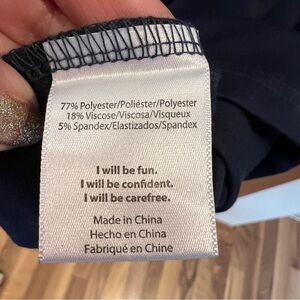 77% Polyester/Poliéster/Polyester
18% Viscose/Viscosa/Visqueux
5% Spandex/Elastizados/Spandex
I will be fun.
I will be confident.
I will be carefree.
Made in China
Hecho en China
Fabriqué en Chine